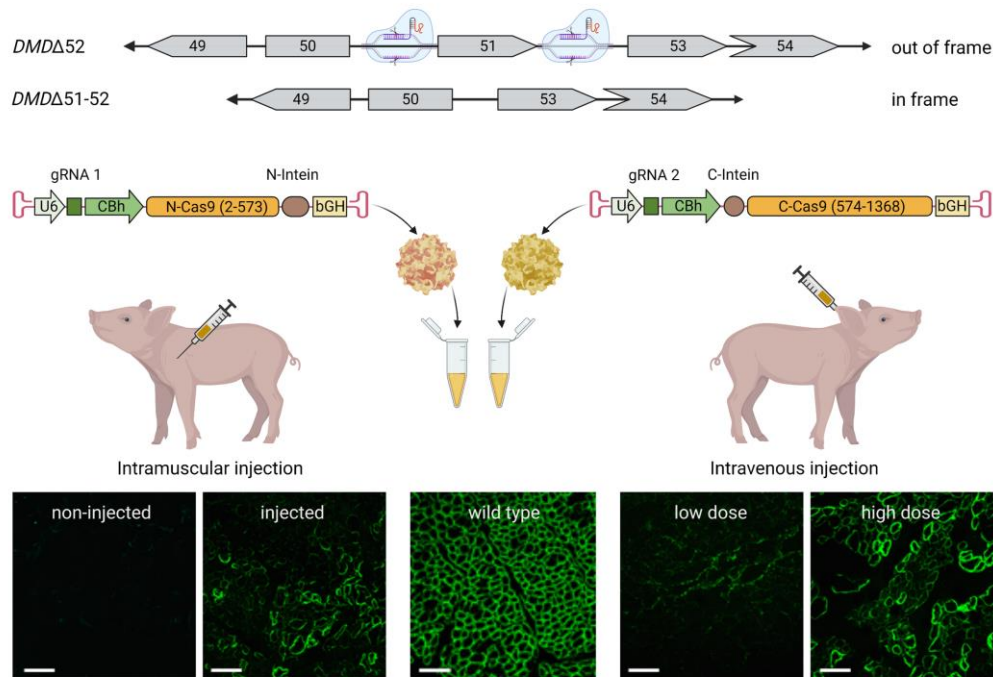 DMDΔ52
49
50
51
53
54
out of frame
DMDΔ51-52
49
50
53
54
in frame
gRNA 1
N-Intein
U6
CBh
N-Cas9 (2-573)
bGH
gRNA 2
C-Intein
U6
CBh
C-Cas9 (574-1368)
bGH
Intramuscular injection
Intravenous injection
non-injected
injected
wild type
low dose
high dose